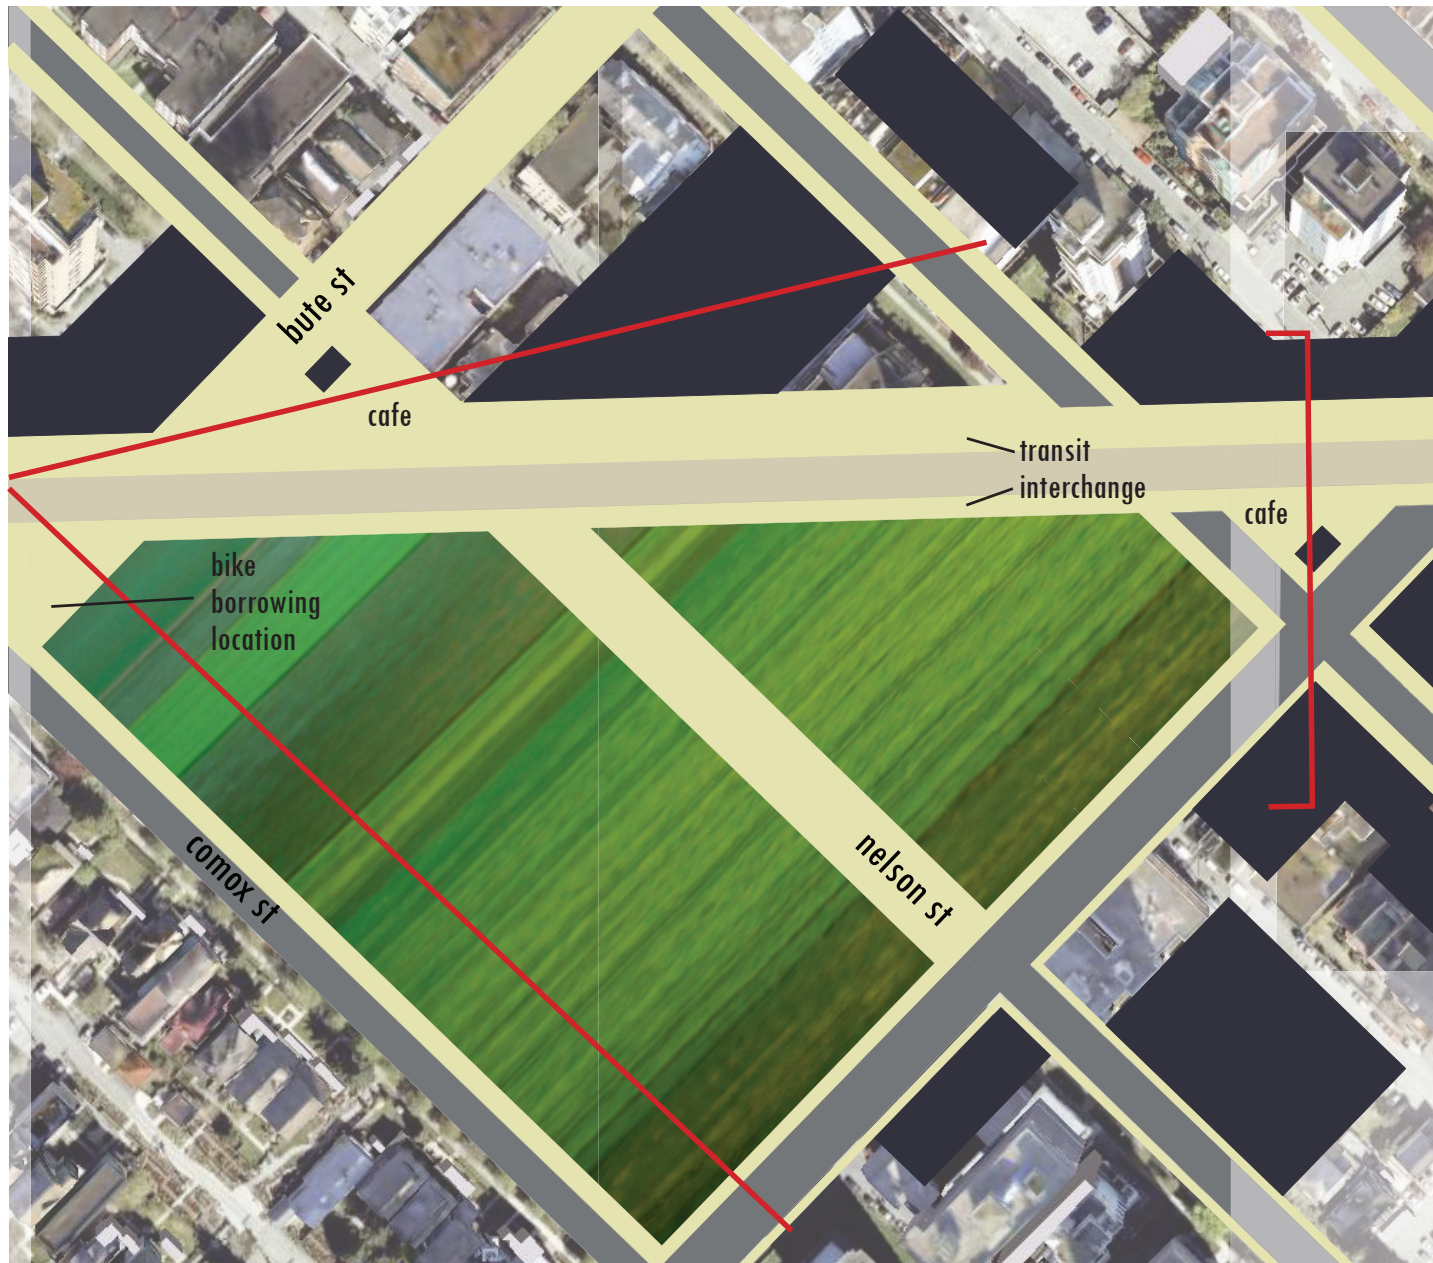 bute st
cafe
transit
interchange
cafe
bike
borrowing
location
comox st
nelson st